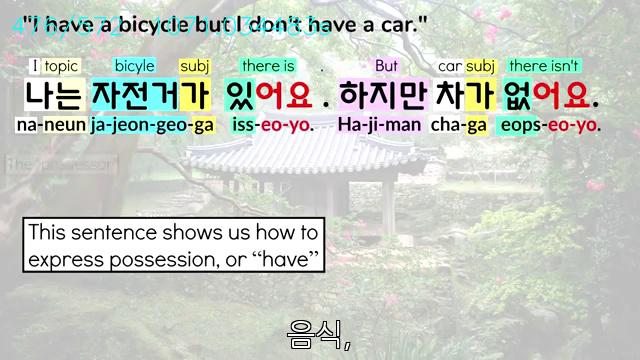 "I have a bicycle but I don't have a car."
I topic bicyle subj there is . But car subj there isn't
나는 자전거가 있어요 . 하지만 차가 없어요.
na-neun ja-jeon-geo-ga iss-eo-yo. Ha-ji-man cha-ga eops-eo-yo.
The "possessor"
This sentence shows us how to
express possession, or “have”
음식,